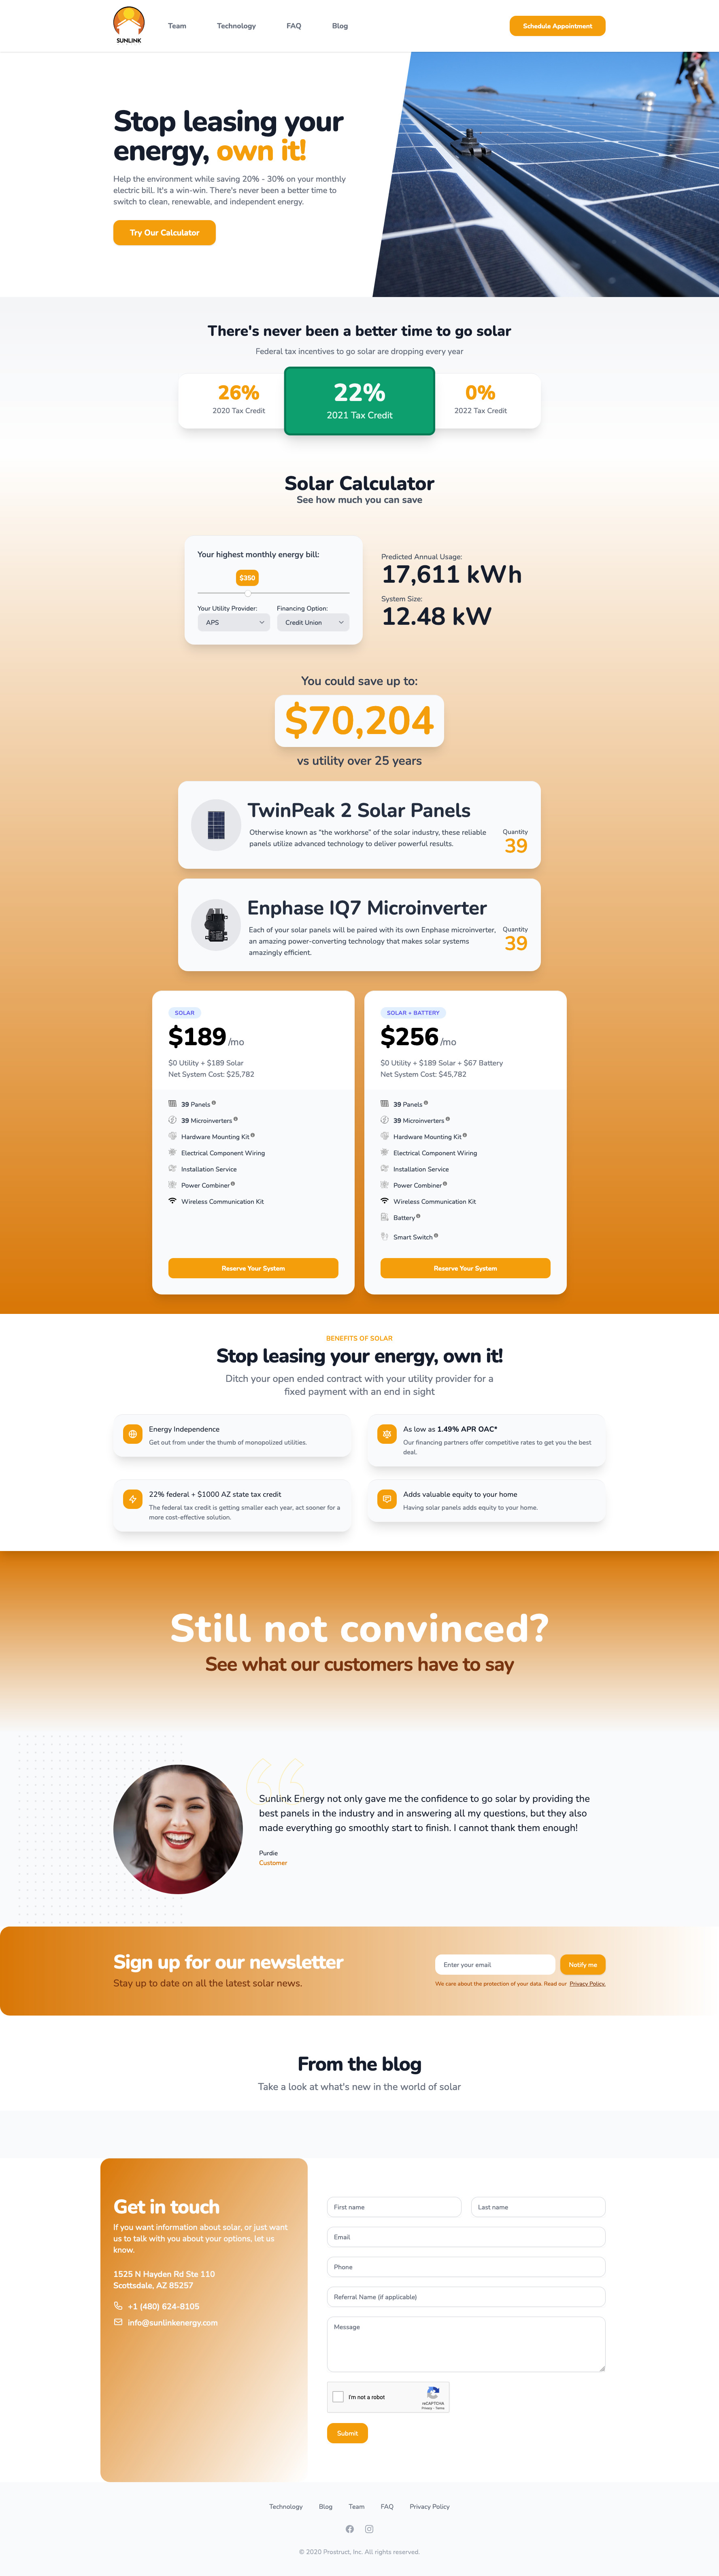 SUNLINK
Team
Technology
FAQ
Blog
Schedule Appointment
Stop leasing your
energy, own it!
Help the environment while saving 20% - 30% on your monthly
electric bill. It's a win-win. There's never been a better time to
switch to clean, renewable, and independent energy.
Try Our Calculator
There's never been a better time to go solar
Federal tax incentives to go solar are dropping every year
26%
2020 Tax Credit
22%
2021 Tax Credit
0%
2022 Tax Credit
Solar Calculator
See how much you can save
Your highest monthly energy bill:
$350
Your Utility Provider:
APS
Financing Option:
Credit Union
Predicted Annual Usage:
17,611 kWh
System Size:
12.48 kW
You could save up to:
$70,204
vs utility over 25 years
TwinPeak 2 Solar Panels
Otherwise known as "the workhorse" of the solar industry, these reliable
panels utilize advanced technology to deliver powerful results.
Quantity
39
Enphase IQ7 Microinverter
Each of your solar panels will be paired with its own Enphase microinverter,
an amazing power-converting technology that makes solar systems
amazingly efficient.
Quantity
39
SOLAR
$189 /mo
$0 Utility + $189 Solar
Net System Cost: $25,782
39 Panels
39 Microinverters
Hardware Mounting Kit
Electrical Component Wiring
Installation Service
Power Combiner
Wireless Communication Kit
Reserve Your System
SOLAR + BATTERY
$256 /mo
$0 Utility + $189 Solar + $67 Battery
Net System Cost: $45,782
39 Panels
39 Microinverters
Hardware Mounting Kit
Electrical Component Wiring
Installation Service
Power Combiner
Wireless Communication Kit
Battery
Smart Switch
Reserve Your System
BENEFITS OF SOLAR
Stop leasing your energy, own it!
Ditch your open ended contract with your utility provider for a
fixed payment with an end in sight
Energy Independence
Get out from under the thumb of monopolized utilities.
As low as 1.49% APR OAC*
Our financing partners offer competitive rates to get you the best
deal.
22% federal + $1000 AZ state tax credit
The federal tax credit is getting smaller each year, act sooner for a
more cost-effective solution.
Adds valuable equity to your home
Having solar panels adds equity to your home.
Still not convinced?
See what our customers have to say
Sunlink Energy not only gave me the confidence to go solar by providing the
best panels in the industry and in answering all my questions, but they also
made everything go smoothly start to finish. I cannot thank them enough!
Purdie
Customer
Sign up for our newsletter
Stay up to date on all the latest solar news.
Enter your email
Notify me
We care about the protection of your data. Read our Privacy Policy.
From the blog
Take a look at what's new in the world of solar
Get in touch
If you want information about solar, or just want
us to talk with you about your options, let us
know.
1525 N Hayden Rd Ste 110
Scottsdale, AZ 85257
+1 (480) 624-8105
info@sunlinkenergy.com
First name
Last name
Email
Phone
Referral Name (if applicable)
Message
I'm not a robot
reCAPTCHA
Privacy - Terms
Submit
Technology
Blog
Team
FAQ
Privacy Policy
© 2020 Prostruct, Inc. All rights reserved.